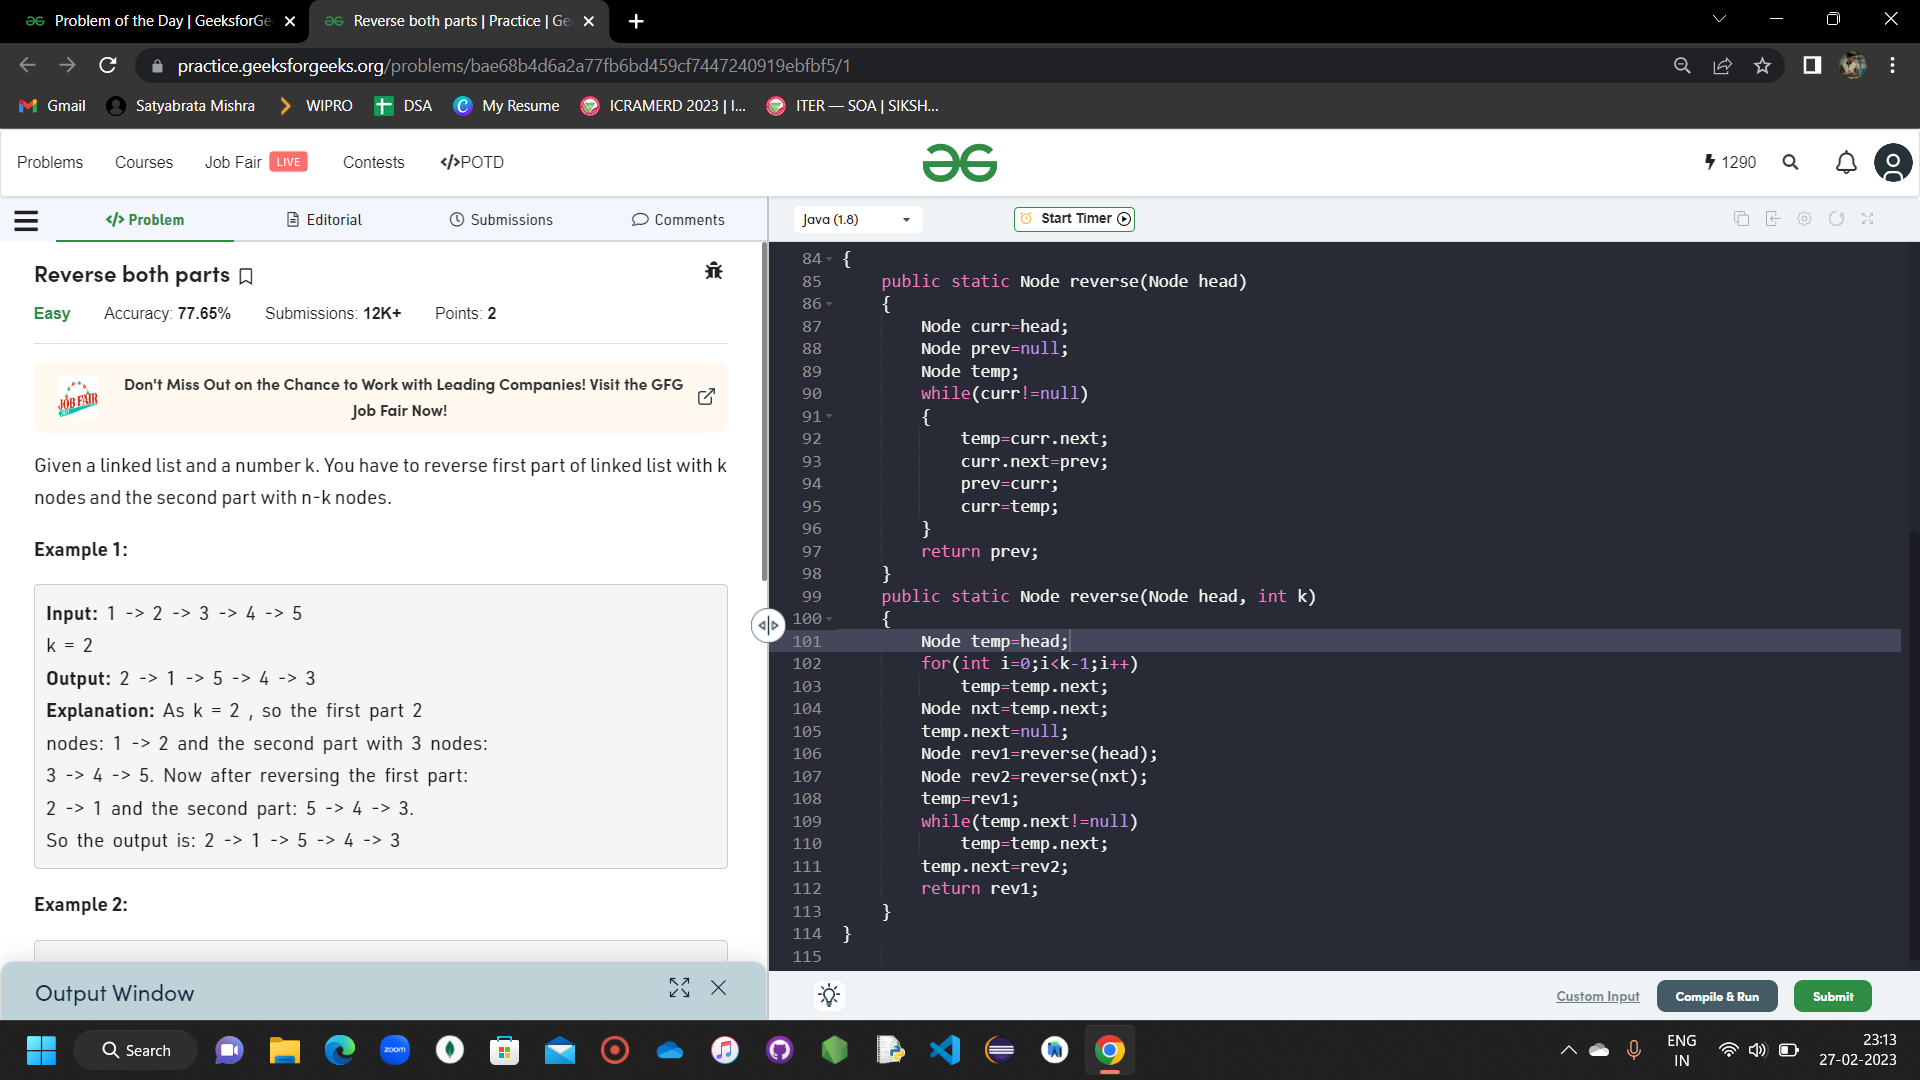 Problem of the Day | GeeksforGe
Reverse both parts | Practice | Ge
practice.geeksforgeeks.org/problems/bae68b4d6a2a77fb6bd459cf7447240919ebfbf5/1
Gmail
Satyabrata Mishra
WIPRO
DSA
My Resume
ICRAMERD 2023 | I...
ITER — SOA | SIKSH...
Problems
Courses
Job Fair LIVE
Contests
</>POTD
1290
</> Problem
Editorial
Submissions
Comments
Java (1.8)
Start Timer
Reverse both parts
Easy Accuracy: 77.65% Submissions: 12K+ Points: 2
JOB FAIR
Don't Miss Out on the Chance to Work with Leading Companies! Visit the GFG
Job Fair Now!
Given a linked list and a number k. You have to reverse first part of linked list with k
nodes and the second part with n-k nodes.
Example 1:
Input: 1 -> 2 -> 3 -> 4 -> 5
k = 2
Output: 2 -> 1 -> 5 -> 4 -> 3
Explanation: As k = 2 , so the first part 2
nodes: 1 -> 2 and the second part with 3 nodes:
3 -> 4 -> 5. Now after reversing the first part:
2 -> 1 and the second part: 5 -> 4 -> 3.
So the output is: 2 -> 1 -> 5 -> 4 -> 3
Example 2:
Output Window
84 {
85 public static Node reverse(Node head)
86 {
87 Node curr=head;
88 Node prev=null;
89 Node temp;
90 while(curr!=null)
91 {
92 temp=curr.next;
93 curr.next=prev;
94 prev=curr;
95 curr=temp;
96 }
97 return prev;
98 }
99 public static Node reverse(Node head, int k)
100 {
101 Node temp=head;
102 for(int i=0;i<k-1;i++)
103 temp=temp.next;
104 Node nxt=temp.next;
105 temp.next=null;
106 Node rev1=reverse(head);
107 Node rev2=reverse(nxt);
108 temp=rev1;
109 while(temp.next!=null)
110 temp=temp.next;
111 temp.next=rev2;
112 return rev1;
113 }
114 }
115
Custom Input
Compile & Run
Submit
Search
zoom
ENG
IN
23:13
27-02-2023